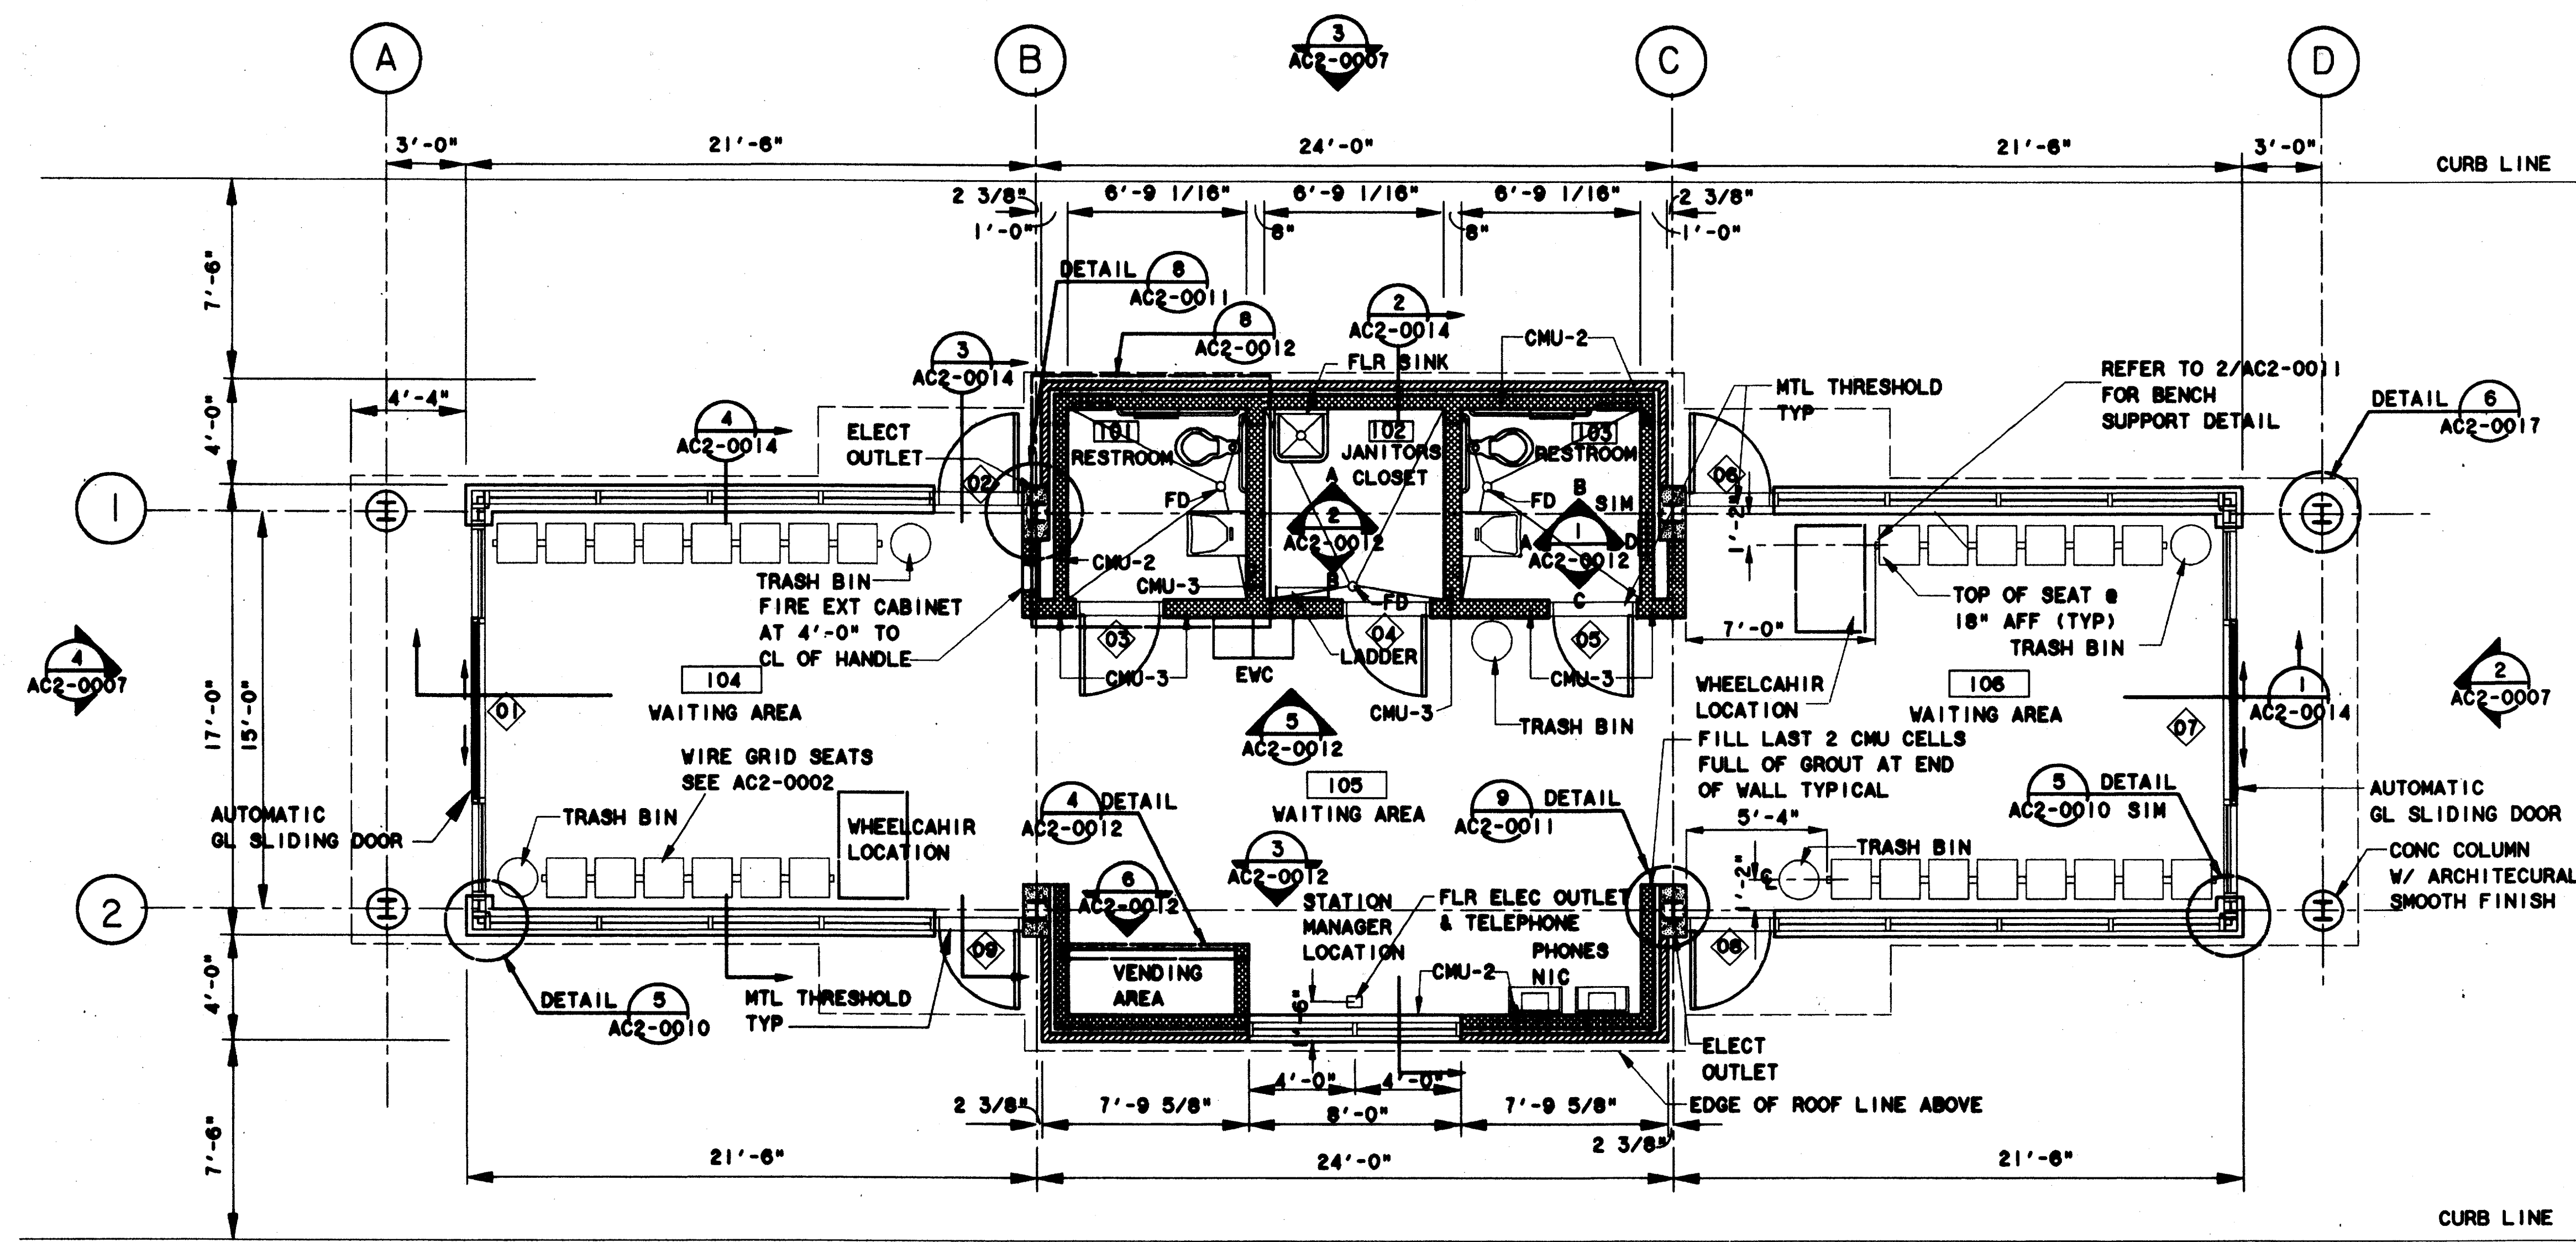 A
B
C
D
3
AC2-0007
3'-0"
21'-6"
24'-0"
21'-6"
3'-0"
CURB LINE
2 3/8"
6'-9 1/16"
6'-9 1/16"
6'-9 1/16"
2 3/8"
1'-0"
8"
8"
1'-0"
7'-6"
DETAIL
8
AC2-0011
8
AC2-0012
2
AC2-0014
3
AC2-0014
CMU-2
FLR SINK
MTL THRESHOLD
TYP
REFER TO 2/AC2-0011
FOR BENCH
SUPPORT DETAIL
DETAIL
6
AC2-0017
4'-0"
4'-4"
4
AC2-0014
ELECT
OUTLET
101
RESTROOM
102
JANITORS
CLOSET
103
RESTROOM
02
06
1
FD
A
2
AC2-0012
B
FD
B
SIM
A
1
D
AC2-0012
C
1'-2"
CMU-2
CMU-3
FD
TRASH BIN
FIRE EXT CABINET
AT 4'-0" TO
CL OF HANDLE
03
04
05
LADDER
EWC
CMU-3
CMU-3
CMU-3
TRASH BIN
7'-0"
TOP OF SEAT @
18" AFF (TYP)
TRASH BIN
4
AC2-0007
17'-0"
15'-0"
104
WAITING AREA
01
WHEELCAHIR
LOCATION
106
WAITING AREA
07
1
AC2-0014
2
AC2-0007
5
AC2-0012
WIRE GRID SEATS
SEE AC2-0002
105
WAITING AREA
FILL LAST 2 CMU CELLS
FULL OF GROUT AT END
OF WALL TYPICAL
AUTOMATIC
GL SLIDING DOOR
TRASH BIN
WHEELCAHIR
LOCATION
4
DETAIL
AC2-0012
9
DETAIL
AC2-0011
5
DETAIL
AC2-0010 SIM
AUTOMATIC
GL SLIDING DOOR
5'-4"
TRASH BIN
CONC COLUMN
W/ ARCHITECURAL
SMOOTH FINISH
2
3
AC2-0012
6
AC2-0012
STATION
MANAGER
LOCATION
FLR ELEC OUTLET
& TELEPHONE
PHONES
NIC
1'-2"
09
08
4'-0"
VENDING
AREA
CMU-2
1'-6"
DETAIL
5
AC2-0010
MTL THRESHOLD
TYP
ELECT
OUTLET
4'-0"
4'-0"
2 3/8"
7'-9 5/8"
8'-0"
7'-9 5/8"
2 3/8"
EDGE OF ROOF LINE ABOVE
7'-6"
21'-6"
24'-0"
21'-6"
CURB LINE